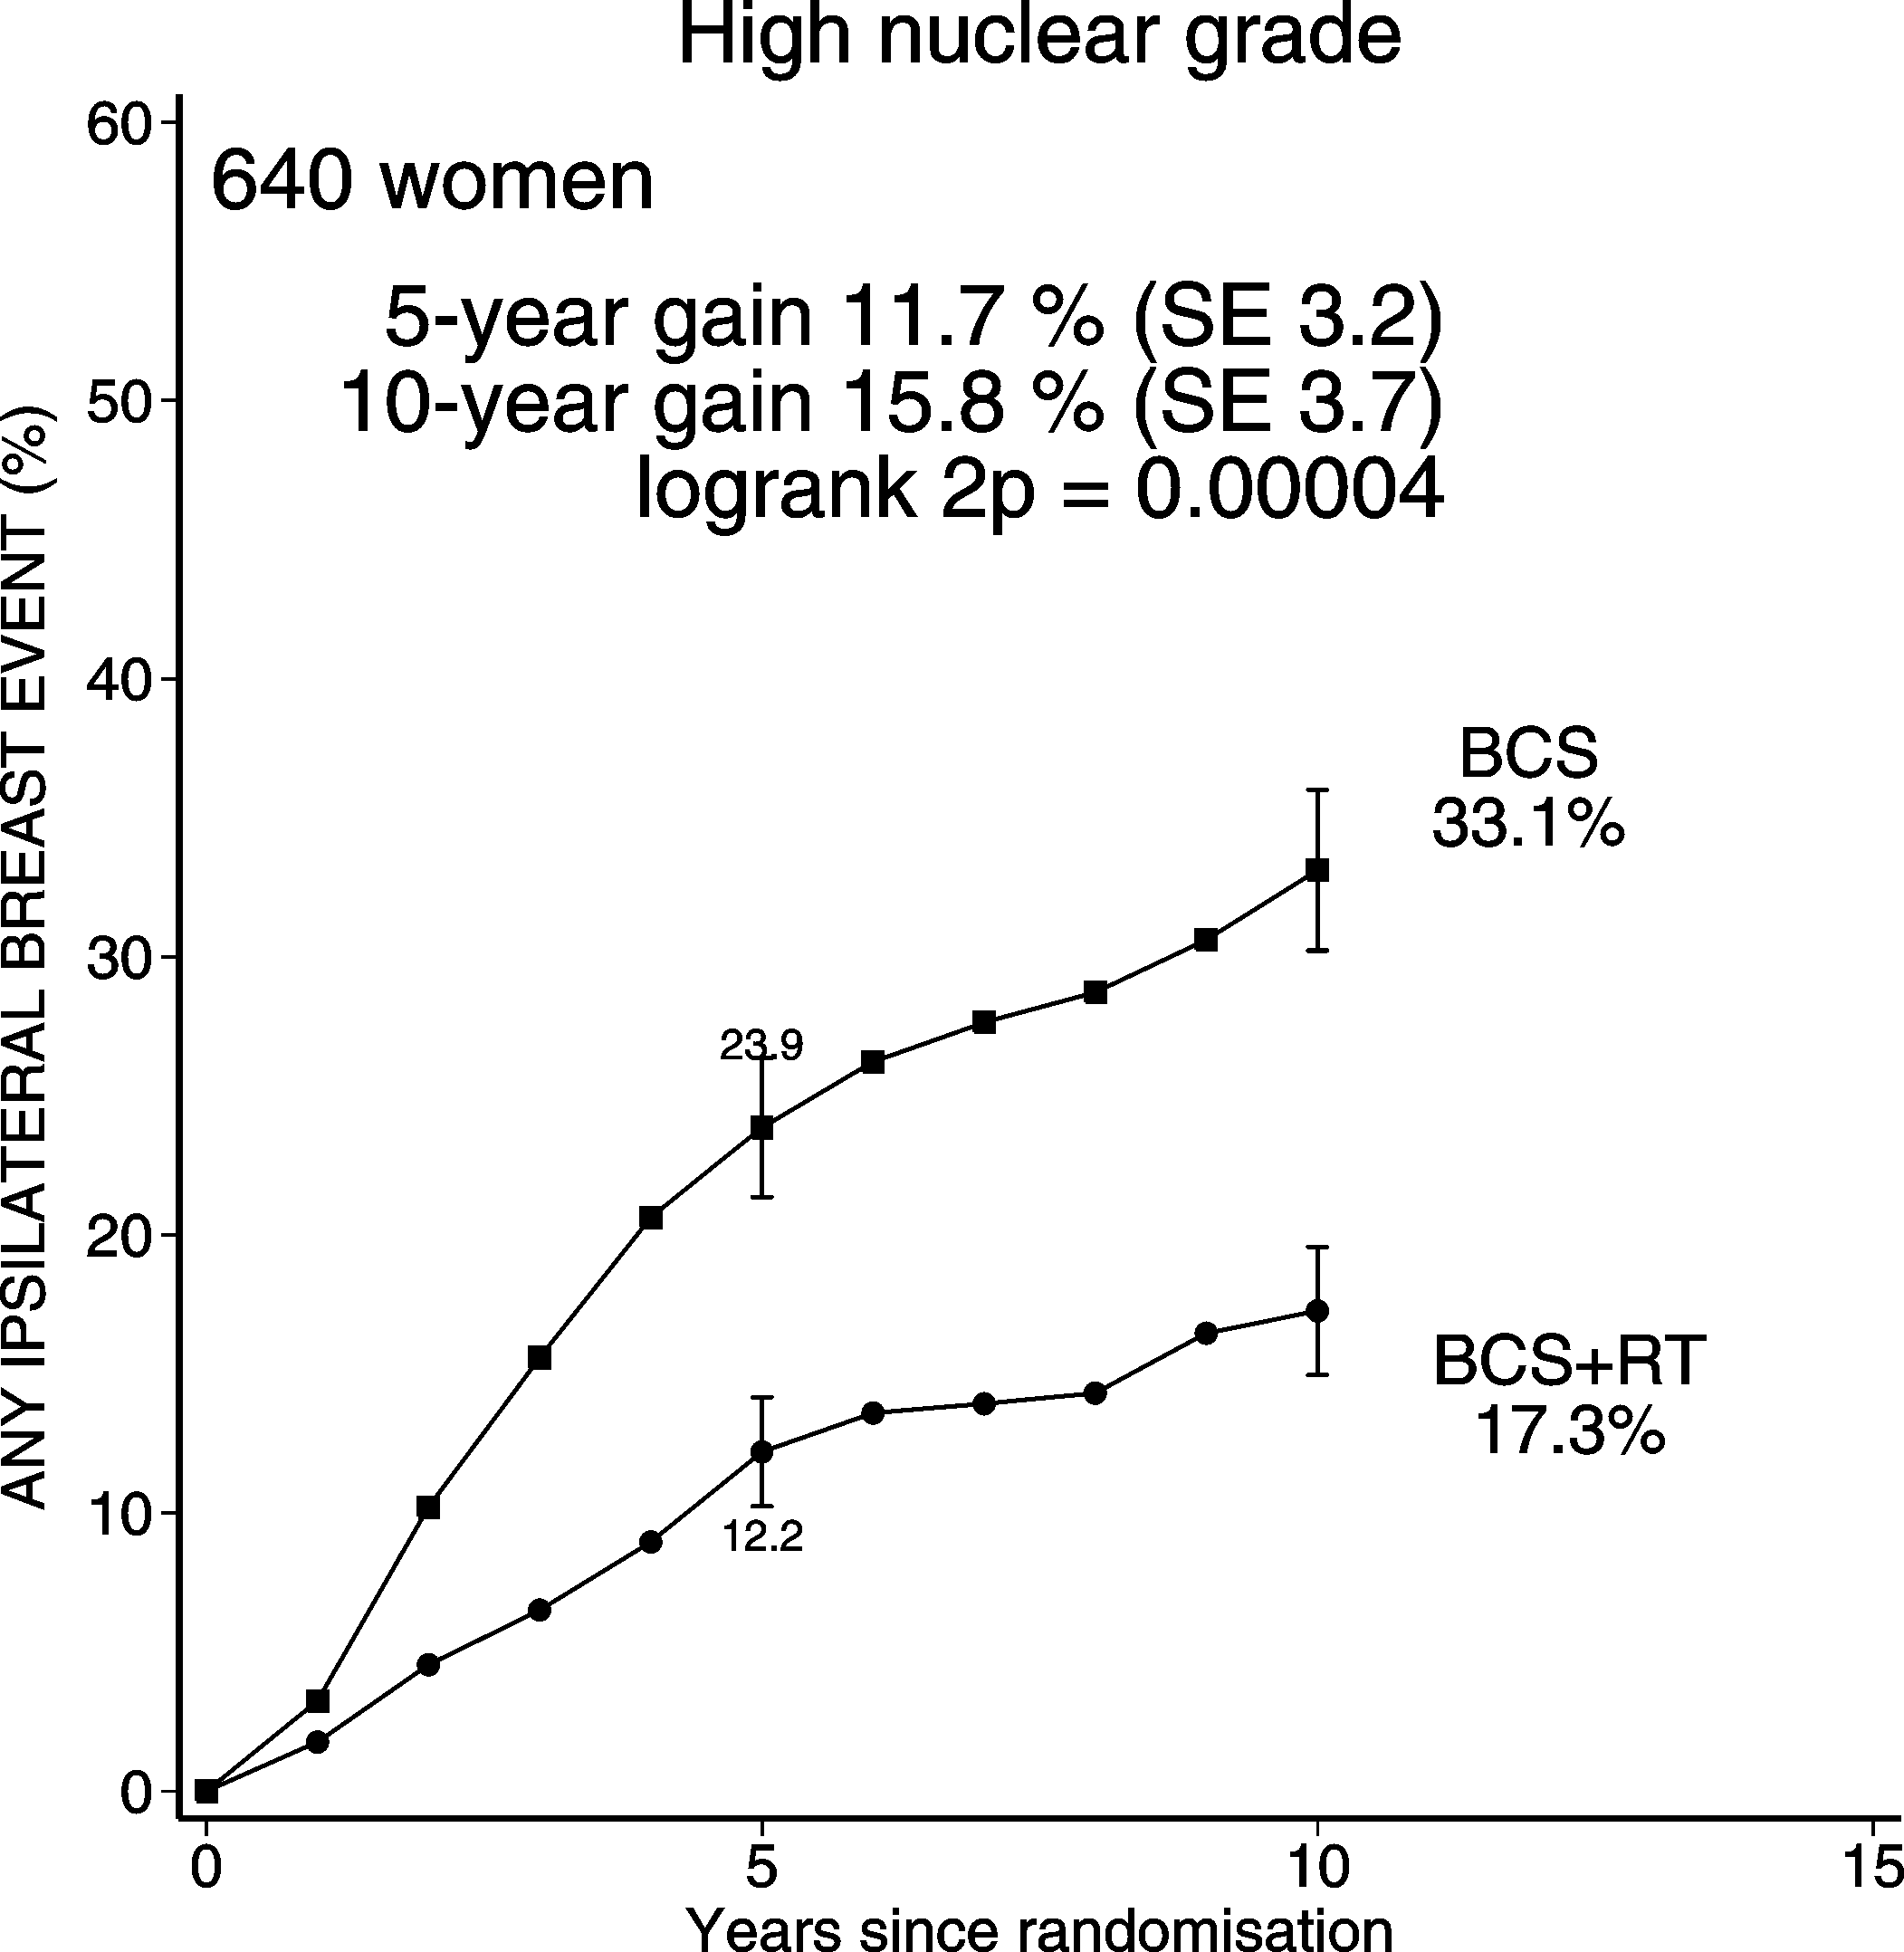 High nuclear grade
640 women
5-year gain 11.7 % (SE 3.2)
10-year gain 15.8 % (SE 3.7)
logrank 2p = 0.00004
ANY IPSILATERAL BREAST EVENT (%)
60
50
40
30
20
10
0
BCS
33.1%
23.9
BCS+RT
17.3%
12.2
0
5
10
15
Years since randomisation